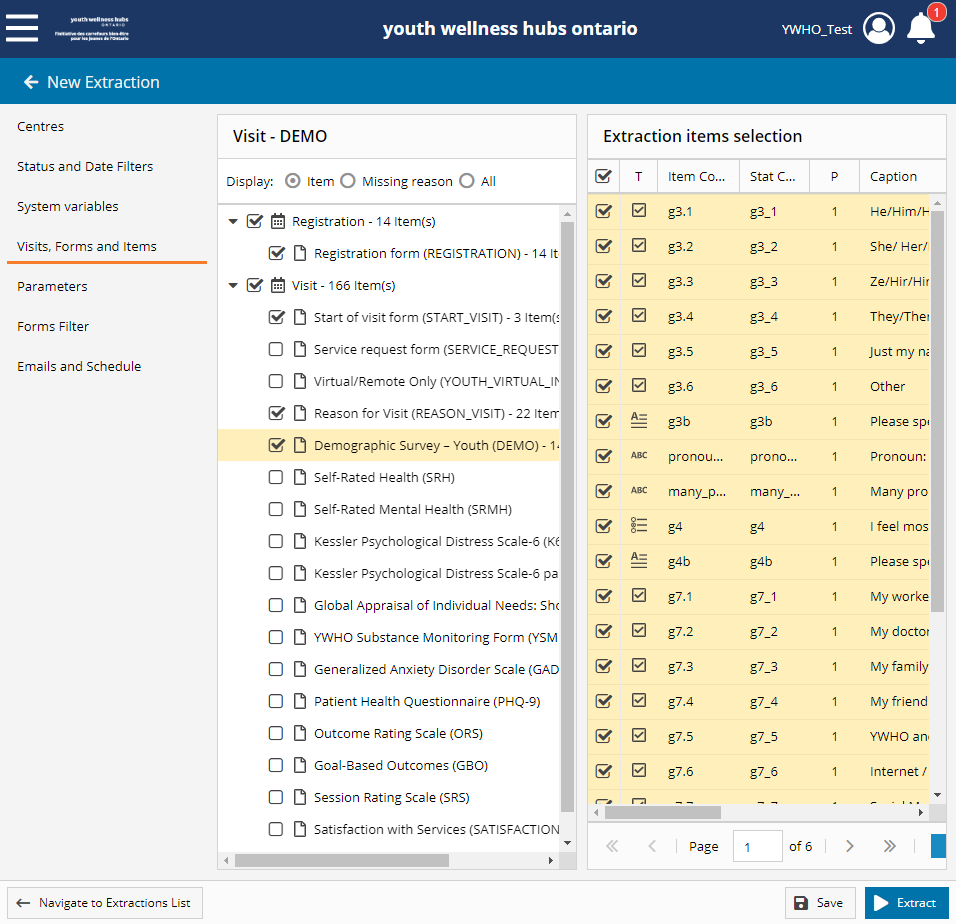 youth wellness hubs
ONTARIO
l'initiative des carrefours bien-être
pour les jeunes de l'Ontario
youth wellness hubs ontario
YWHO_Test
1
New Extraction
Centres
Status and Date Filters
System variables
Visits, Forms and Items
Parameters
Forms Filter
Emails and Schedule
Visit - DEMO
Display: Item Missing reason All
Registration - 14 Item(s)
Registration form (REGISTRATION) - 14 It
Visit - 166 Item(s)
Start of visit form (START_VISIT) - 3 Item(s
Service request form (SERVICE_REQUEST
Virtual/Remote Only (YOUTH_VIRTUAL_IN
Reason for Visit (REASON_VISIT) - 22 Item
Demographic Survey – Youth (DEMO) - 14
Self-Rated Health (SRH)
Self-Rated Mental Health (SRMH)
Kessler Psychological Distress Scale-6 (K6
Kessler Psychological Distress Scale-6 pa
Global Appraisal of Individual Needs: Sho
YWHO Substance Monitoring Form (YSM
Generalized Anxiety Disorder Scale (GAD
Patient Health Questionnaire (PHQ-9)
Outcome Rating Scale (ORS)
Goal-Based Outcomes (GBO)
Session Rating Scale (SRS)
Satisfaction with Services (SATISFACTION
Extraction items selection
T Item Co... Stat C... P Caption
g3.1 g3_1 1 He/Him/H
g3.2 g3_2 1 She/ Her/
g3.3 g3_3 1 Ze/Hir/Hir
g3.4 g3_4 1 They/Ther
g3.5 g3_5 1 Just my na
g3.6 g3_6 1 Other
g3b g3b 1 Please spe
ABC pronou... prono... 1 Pronoun:
ABC many_p... many_... 1 Many pro
g4 g4 1 I feel mos
g4b g4b 1 Please spe
g7.1 g7_1 1 My worke
g7.2 g7_2 1 My doctor
g7.3 g7_3 1 My family
g7.4 g7_4 1 My friend
g7.5 g7_5 1 YWHO and
g7.6 g7_6 1 Internet /
Page 1 of 6
Navigate to Extractions List
Save
Extract